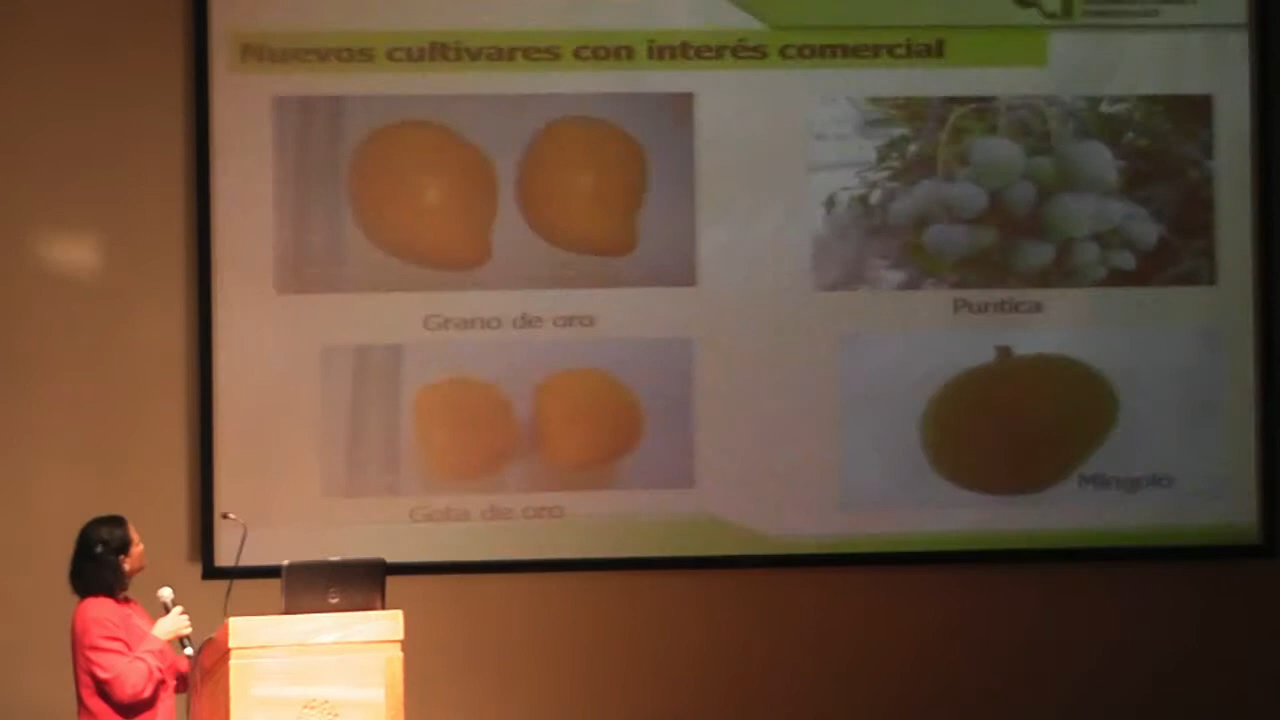 Nuevos cultivares con interés comercial
Grano de oro
Puntica
Gota de oro
Mingolo